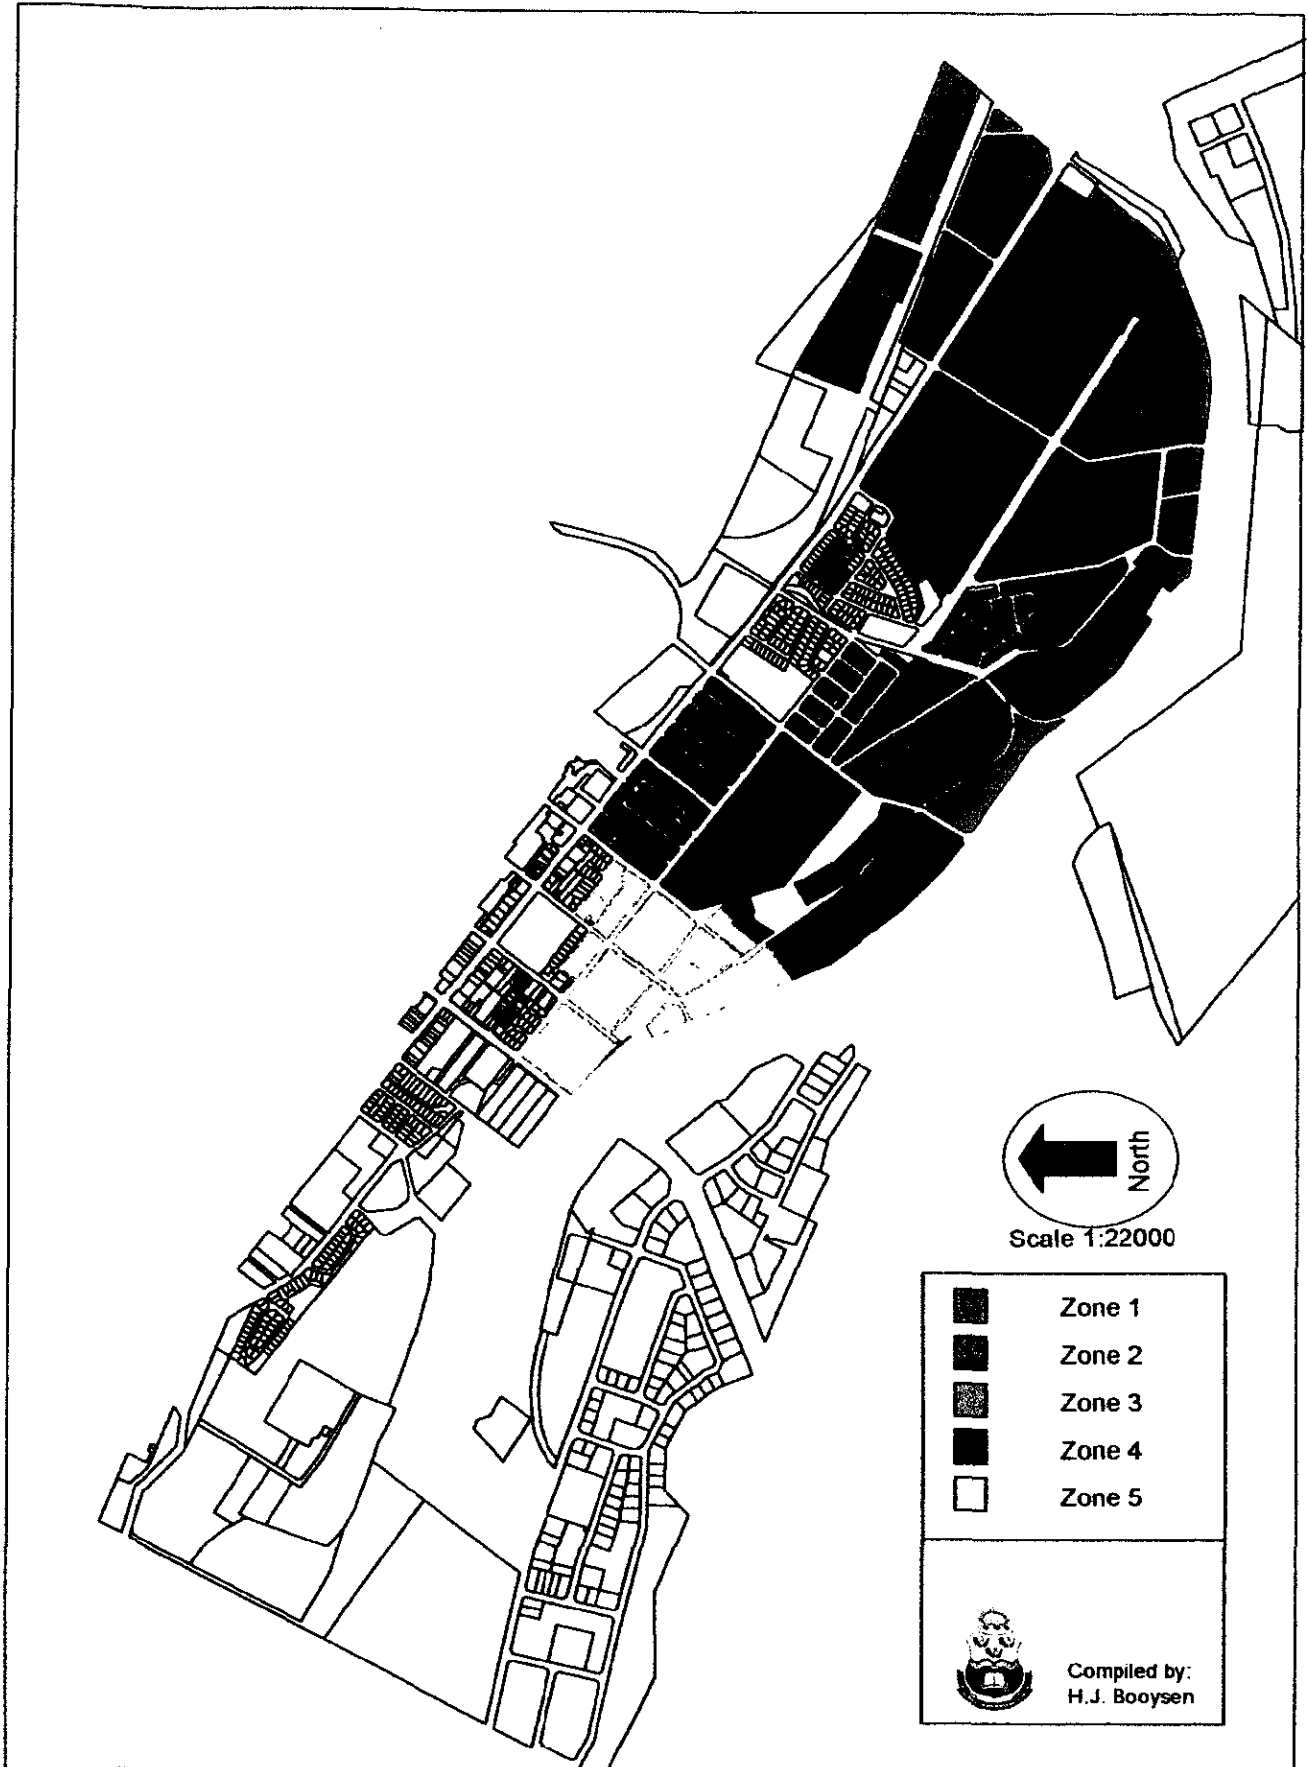 North
Scale 1:22000
Zone 1
Zone 2
Zone 3
Zone 4
Zone 5
Compiled by:
H.J. Booysen